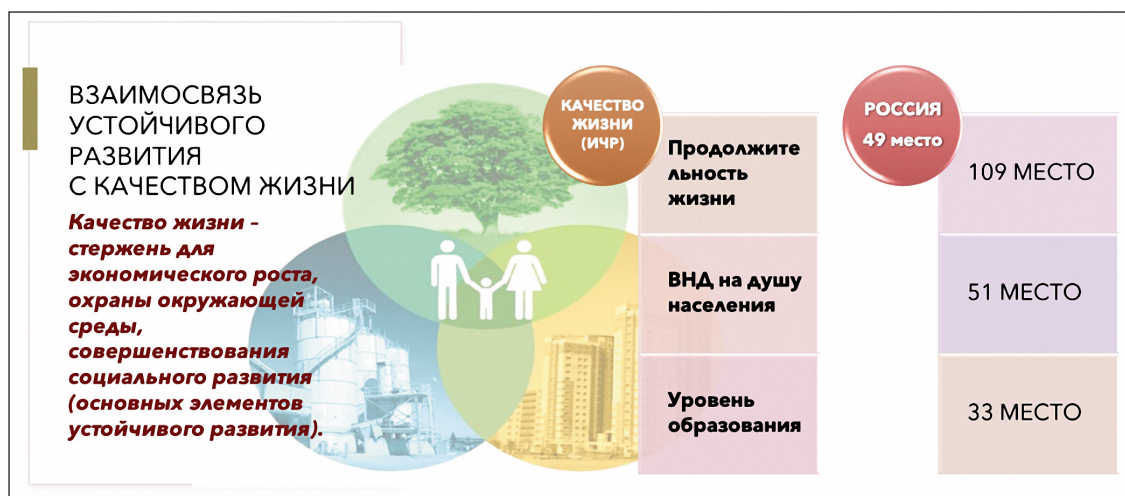 ВЗАИМОСВЯЗЬ
УСТОЙЧИВОГО
РАЗВИТИЯ
С КАЧЕСТВОМ ЖИЗНИ
Качество жизни –
стержень для
экономического роста,
охраны окружающей
среды,
совершенствования
социального развития
(основных элементов
устойчивого развития).
КАЧЕСТВО
ЖИЗНИ
(ИЧР)
Продолжите
льность
жизни
ВНД на душу
населения
Уровень
образования
РОССИЯ
49 место
109 МЕСТО
51 МЕСТО
33 МЕСТО